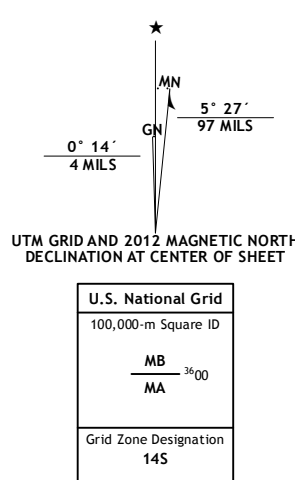 MN
5° 27´
97 MILS
GN
0° 14´
4 MILS
UTM GRID AND 2012 MAGNETIC NORTH
DECLINATION AT CENTER OF SHEET
U.S. National Grid
100,000-m Square ID
MB
3600
MA
Grid Zone Designation
14S